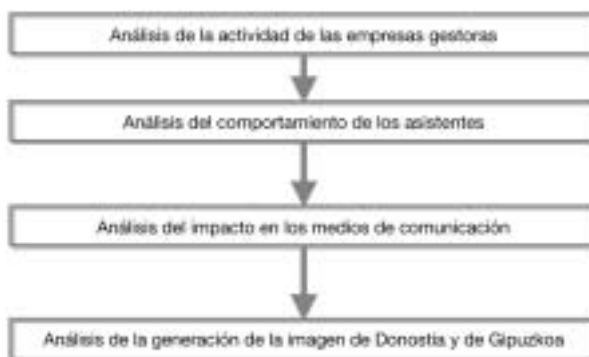 Análisis de la actividad de las empresas gestoras
Análisis del comportamiento de los asistentes
Análisis del impacto en los medios de comunicación
Análisis de la generación de la imagen de Donostia y de Gipuzkoa